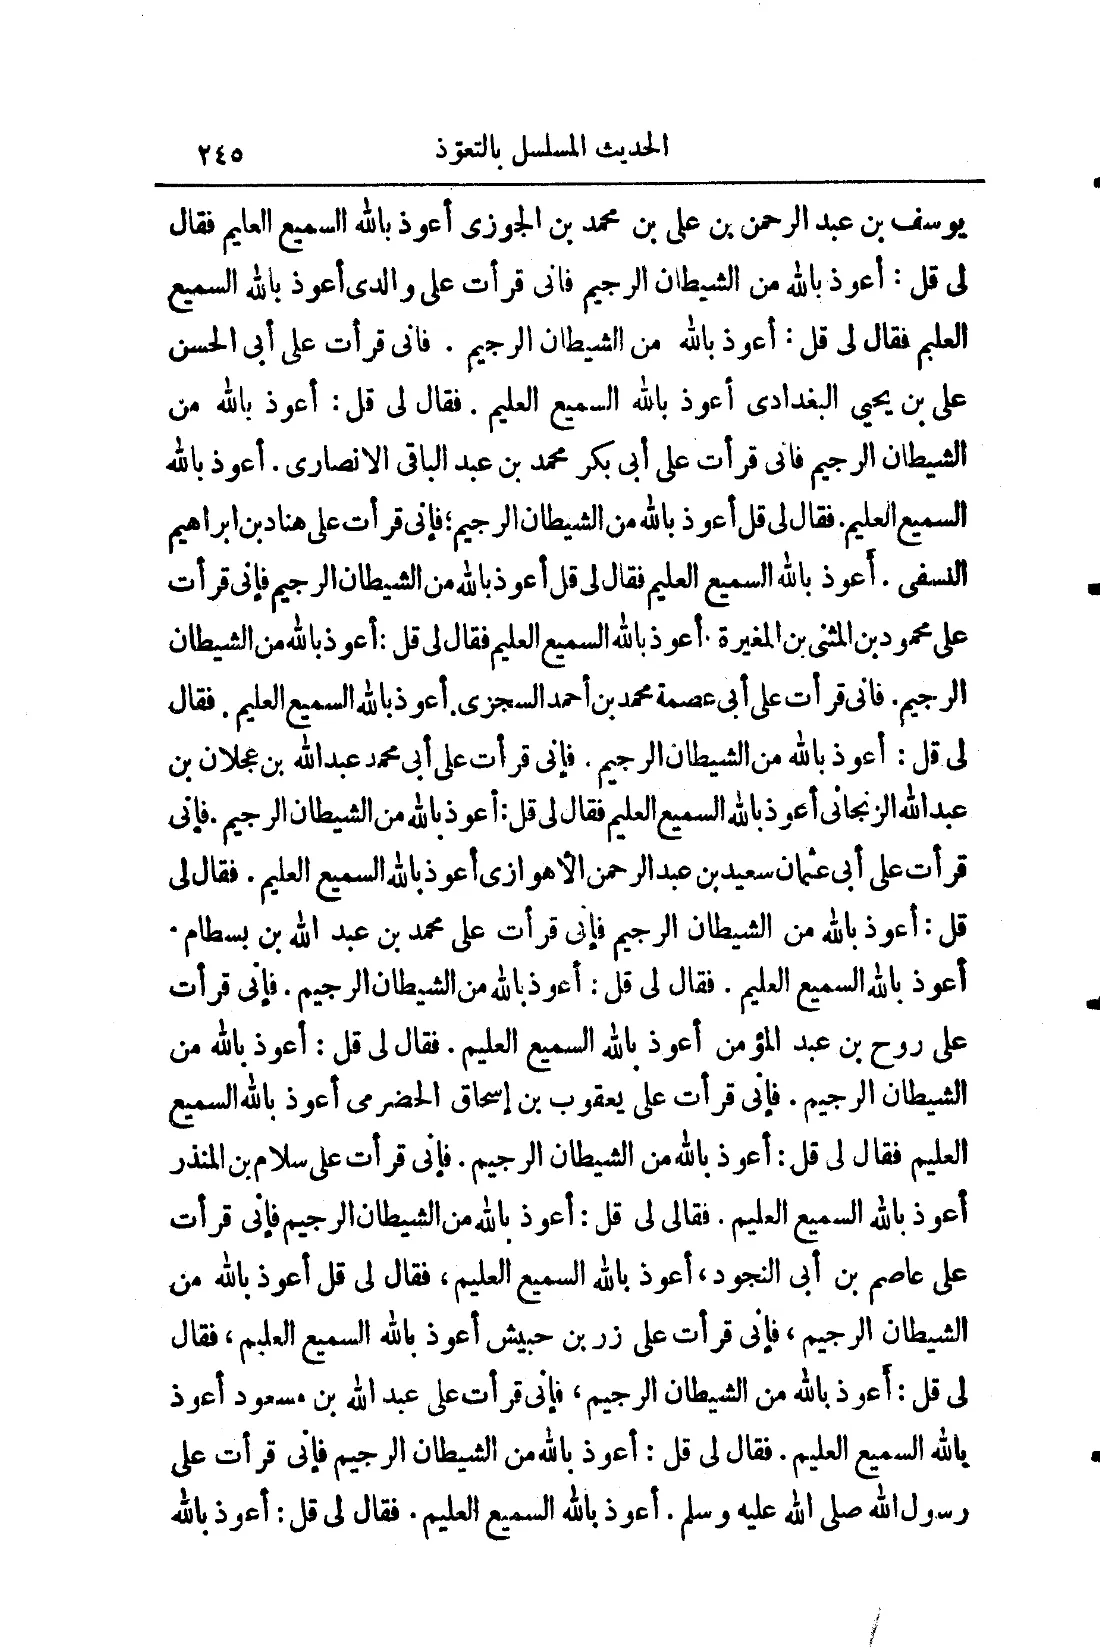 الحديث المسلسل بالتعوّذ ٢٤٥
يوسف بن عبد الرحمن بن على بن محمد بن الجوزى أعوذ بالله السميع العليم فقال
لى قل : أعوذ بالله من الشيطان الرجيم فانى قرأت على والدى أعوذ بالله السميع
العليم فقال لى قل : أعوذ بالله من الشيطان الرجيم . فانى قرأت على أبى الحسن
على بن يحيى البغدادى أعوذ بالله السميع العليم . فقال لى قل : أعوذ بالله من
الشيطان الرجيم فانى قرأت على أبى بكر محمد بن عبد الباقى الانصارى . أعوذ بالله
السميع العليم . فقال لى قل أعوذ بالله من الشيطان الرجيم ؛ فإنى قرأت على هناد بن ابراهيم
النسفى . أعوذ بالله السميع العليم فقال لى قل أعوذ بالله من الشيطان الرجيم فإنى قرأت
على محمود بن المثنى بن المغيرة . أعوذ بالله السميع العليم فقال لى قل : أعوذ بالله من الشيطان
الرجيم . فانى قرأت على أبى عصمة محمد بن أحمد السجزى . أعوذ بالله السميع العليم . فقال
لى قل : أعوذ بالله من الشيطان الرجيم . فإنى قرأت على أبى محمد عبد الله بن عجلان بن
عبد الله الزنجانى أعوذ بالله السميع العليم فقال لى قل : أعوذ بالله من الشيطان الرجيم . فإنى
قرأت على أبى عثمان سعيد بن عبد الرحمن الأهوازى أعوذ بالله السميع العليم . فقال لى
قل : أعوذ بالله من الشيطان الرجيم فإنى قرأت على محمد بن عبد الله بن بسطام .
أعوذ بالله السميع العليم . فقال لى قل : أعوذ بالله من الشيطان الرجيم . فإنى قرأت
على روح بن عبد المؤمن أعوذ بالله السميع العليم . فقال لى قل : أعوذ بالله من
الشيطان الرجيم . فإنى قرأت على يعقوب بن إسحاق الحضرمى أعوذ بالله السميع
العليم فقال لى قل : أعوذ بالله من الشيطان الرجيم . فإنى قرأت على سلام بن المنذر
أعوذ بالله السميع العليم . فقالى لى قل : أعوذ بالله من الشيطان الرجيم فإنى قرأت
على عاصم بن أبى النجود ، أعوذ بالله السميع العليم ، فقال لى قل أعوذ بالله من
الشيطان الرجيم ، فإنى قرأت على زر بن حبيش أعوذ بالله السميع العليم ، فقال
لى قل : أعوذ بالله من الشيطان الرجيم ، فإنى قرأت على عبد الله بن مسعود أعوذ
بالله السميع العليم . فقال لى قل : أعوذ بالله من الشيطان الرجيم فإنى قرأت على
رسول الله صلى الله عليه وسلم . أعوذ بالله السميع العليم . فقال لى قل : أعوذ بالله